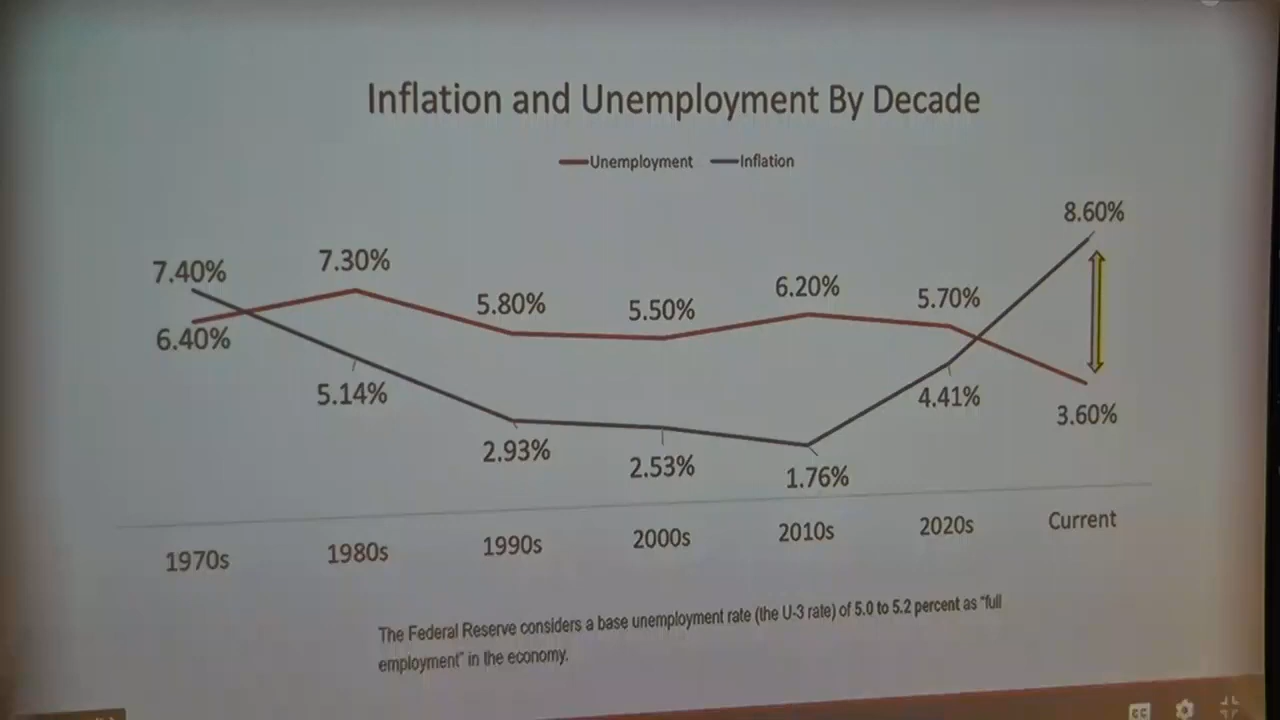 Inflation and Unemployment By Decade
Unemployment Inflation
8.60%
7.40%
7.30%
5.80%
5.50%
6.20%
5.70%
6.40%
5.14%
2.93%
2.53%
1.76%
4.41%
3.60%
1970s 1980s 1990s 2000s 2010s 2020s Current
The Federal Reserve considers a base unemployment rate (the U-3 rate) of 5.0 to 5.2 percent as "full
employment" in the economy.
CC